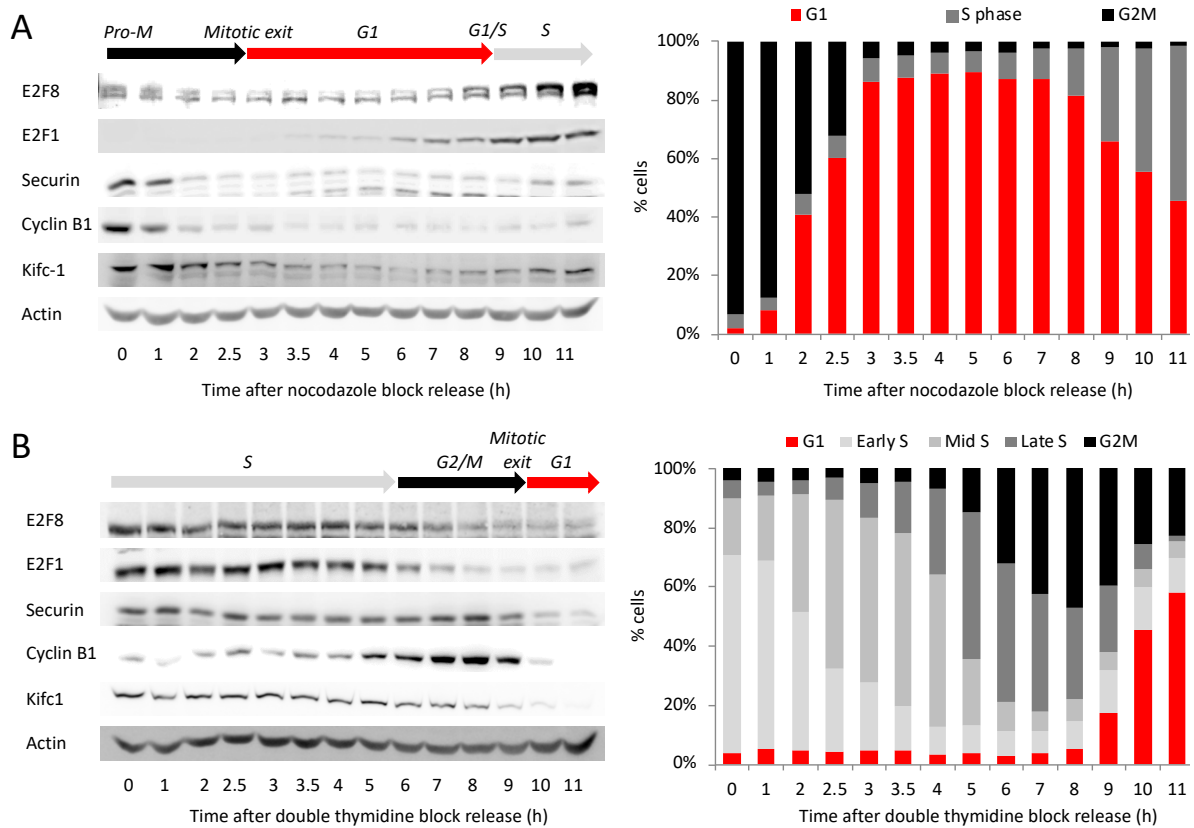 A
Pro-M Mitotic exit G1 G1/S S
E2F8
E2F1
Securin
Cyclin B1
Kifc-1
Actin
0 1 2 2.5 3 3.5 4 5 6 7 8 9 10 11
Time after nocodazole block release (h)
G1 S phase G2M
100%
80%
60%
40%
20%
0%
% cells
0 1 2 2.5 3 3.5 4 5 6 7 8 9 10 11
Time after nocodazole block release (h)
B
Mitotic
S G2/M exit G1
E2F8
E2F1
Securin
Cyclin B1
Kifc1
Actin
0 1 2 2.5 3 3.5 4 5 6 7 8 9 10 11
Time after double thymidine block release (h)
G1 Early S Mid S Late S G2M
100%
80%
60%
40%
20%
0%
% cells
0 1 2 2.5 3 3.5 4 5 6 7 8 9 10 11
Time after double thymidine block release (h)